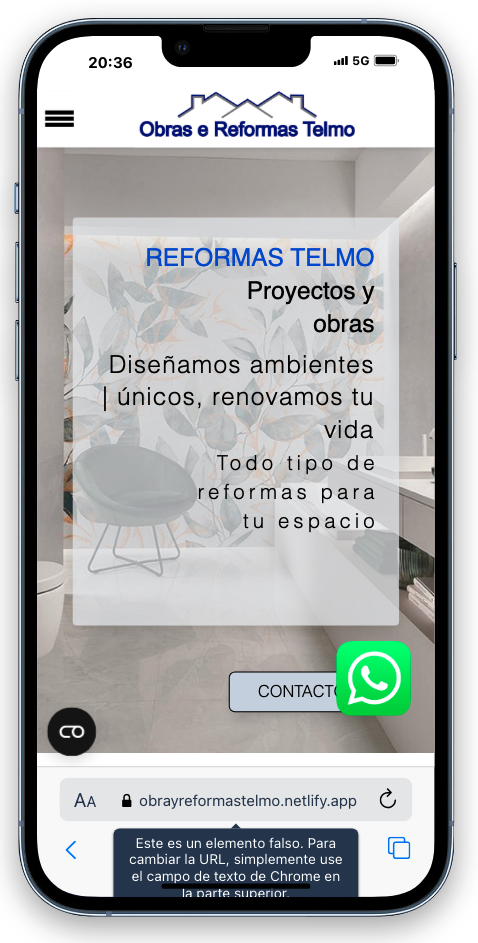 20:36
5G
Obras e Reformas Telmo
REFORMAS TELMO
Proyectos y
obras
Diseñamos ambientes
| únicos, renovamos tu
vida
Todo tipo de
reformas para
tu espacio
CONTACTO
AA
obrayreformastelmo.netlify.app
Este es un elemento falso. Para
cambiar la URL, simplemente use
el campo de texto de Chrome en
la parte superior.